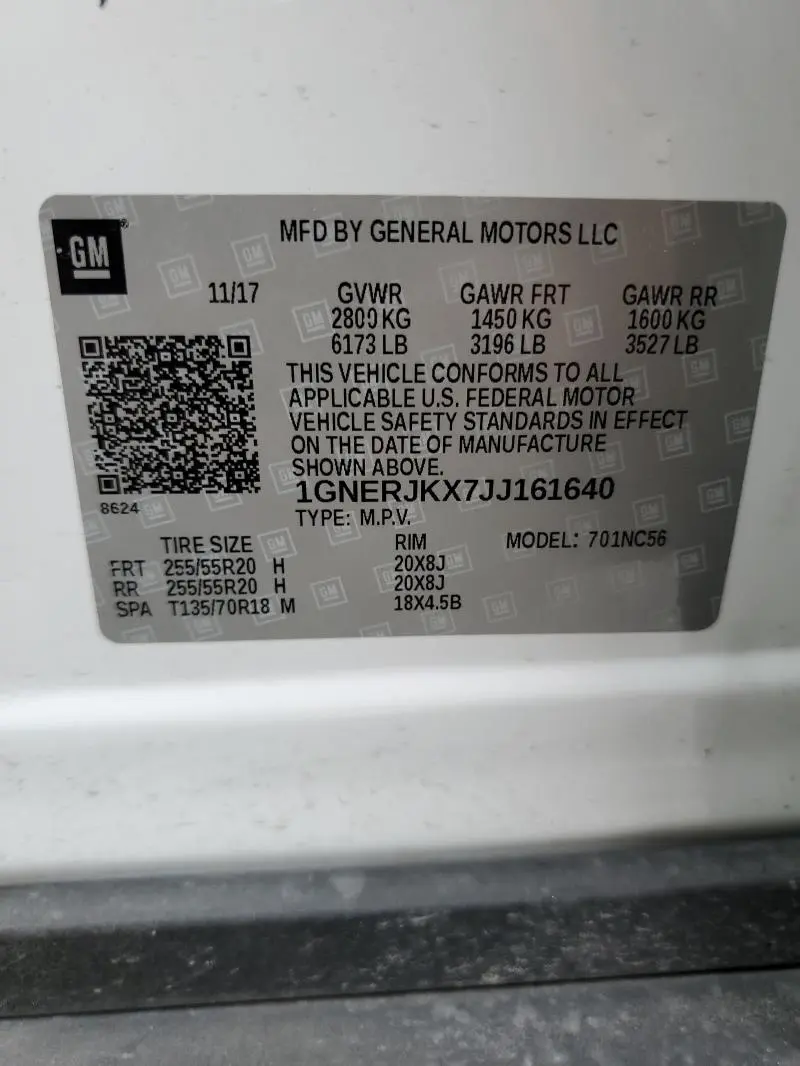 GM
MFD BY GENERAL MOTORS LLC
11/17 GVWR GAWR FRT GAWR RR
2800 KG 1450 KG 1600 KG
6173 LB 3196 LB 3527 LB
THIS VEHICLE CONFORMS TO ALL
APPLICABLE U.S. FEDERAL MOTOR
VEHICLE SAFETY STANDARDS IN EFFECT
ON THE DATE OF MANUFACTURE
SHOWN ABOVE.
1GNERJKX7JJ161640
8624
TYPE: M.P.V.
TIRE SIZE RIM MODEL: 701NC56
FRT 255/55R20 H 20X8J
RR 255/55R20 H 20X8J
SPA T135/70R18 M 18X4.5B